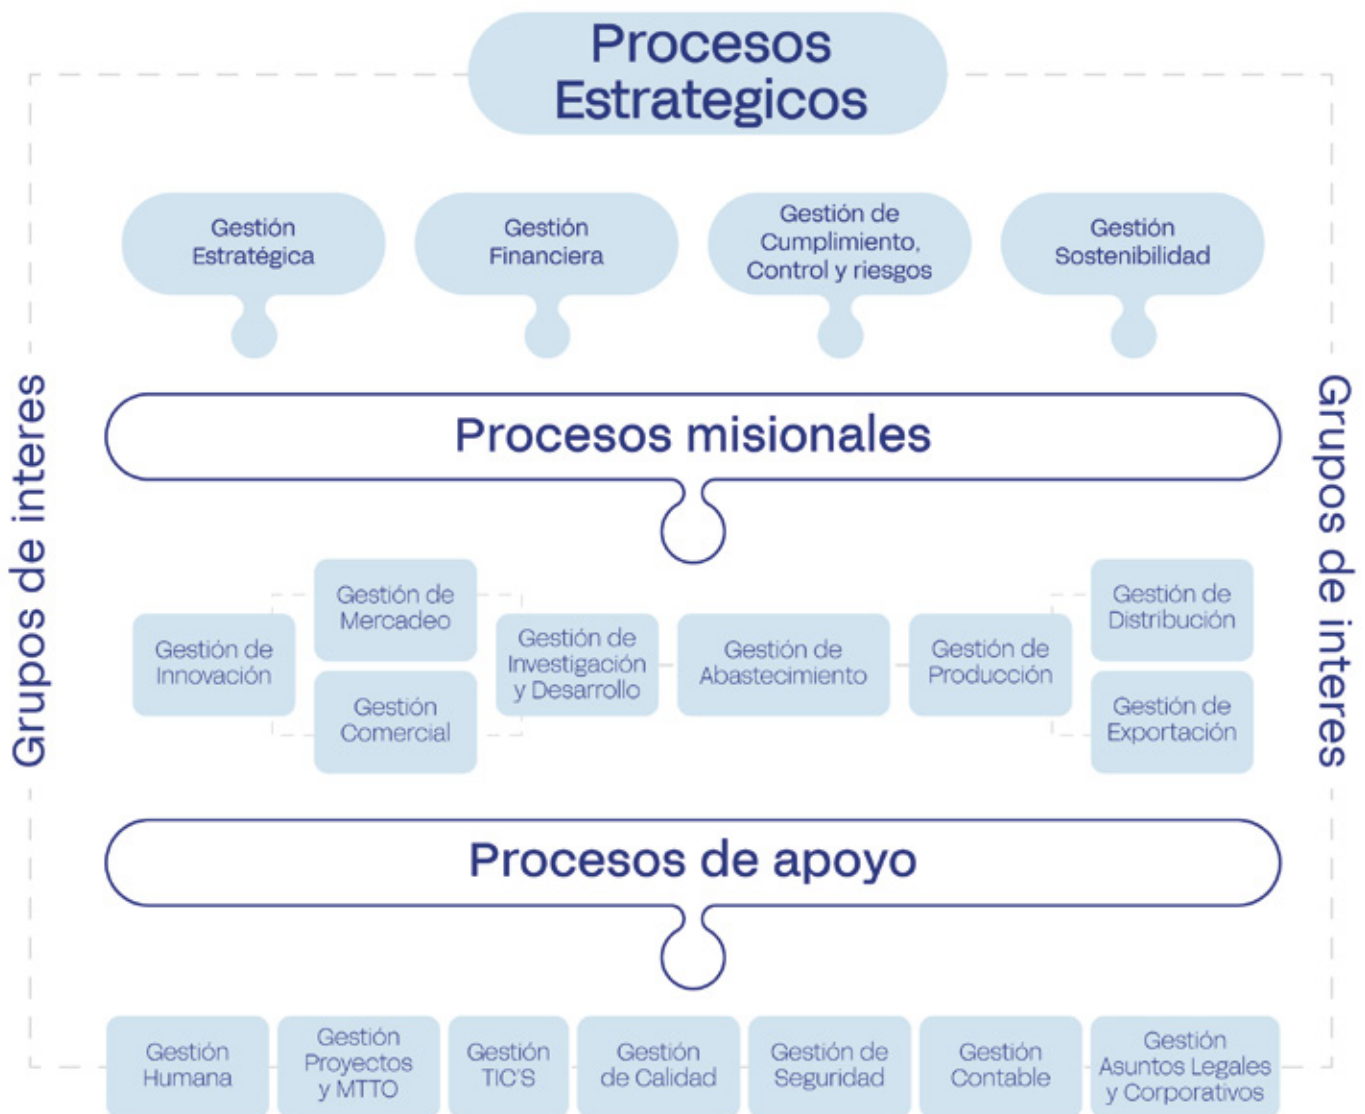 Procesos
Estrategicos
Gestión
Estratégica
Gestión
Financiera
Gestión de
Cumplimiento,
Control y riesgos
Gestión
Sostenibilidad
Grupos de interes
Procesos misionales
Grupos de interes
Gestión de
Innovación
Gestión de
Mercadeo
Gestión
Comercial
Gestión de
Investigación
y Desarrollo
Gestión de
Abastecimiento
Gestión de
Producción
Gestión de
Distribución
Gestión de
Exportación
Procesos de apoyo
Gestión
Humana
Gestión
Proyectos
y MTTO
Gestión
TIC'S
Gestión
de Calidad
Gestión de
Seguridad
Gestión
Contable
Gestión
Asuntos Legales
y Corporativos